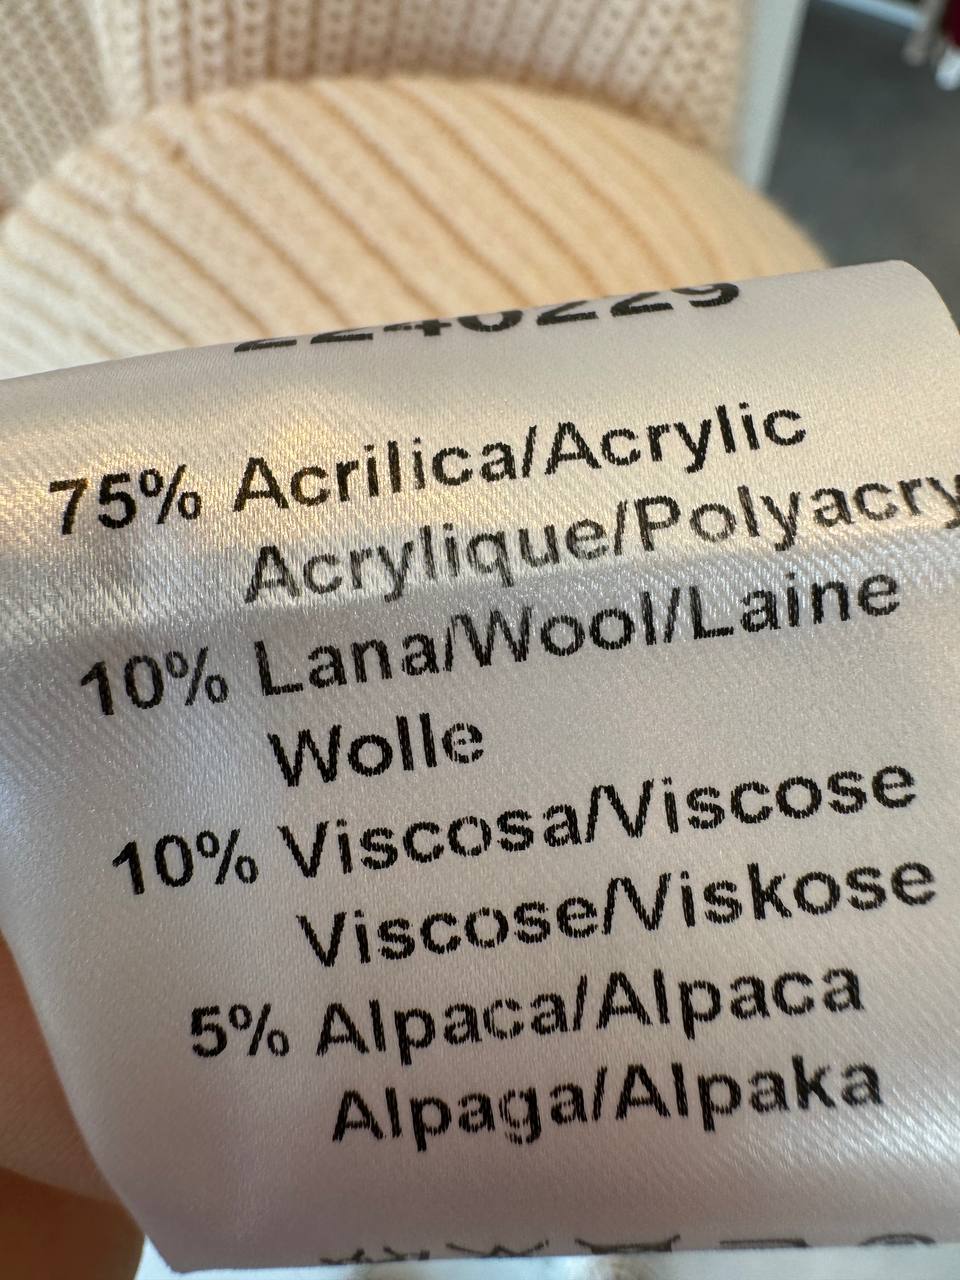 2240229
75% Acrilica/Acrylic
Acrylique/Polyacry
10% Lana/Wool/Laine
Wolle
10% Viscosa/Viscose
Viscose/Viskose
5% Alpaca/Alpaca
Alpaga/Alpaka